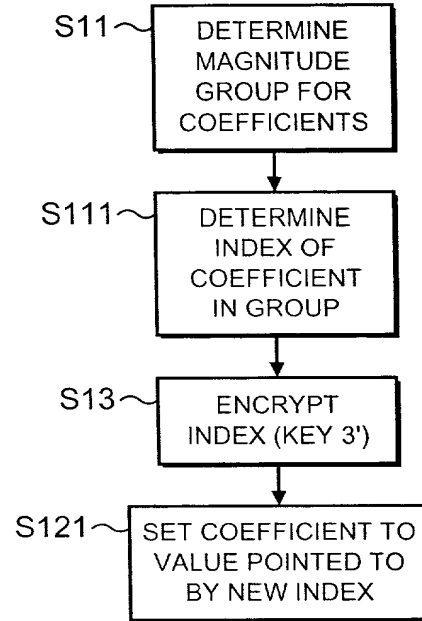 S11
DETERMINE
MAGNITUDE
GROUP FOR
COEFFICIENTS
S111
DETERMINE
INDEX OF
COEFFICIENT
IN GROUP
S13
ENCRYPT
INDEX (KEY 3')
S121
SET COEFFICIENT TO
VALUE POINTED TO
BY NEW INDEX